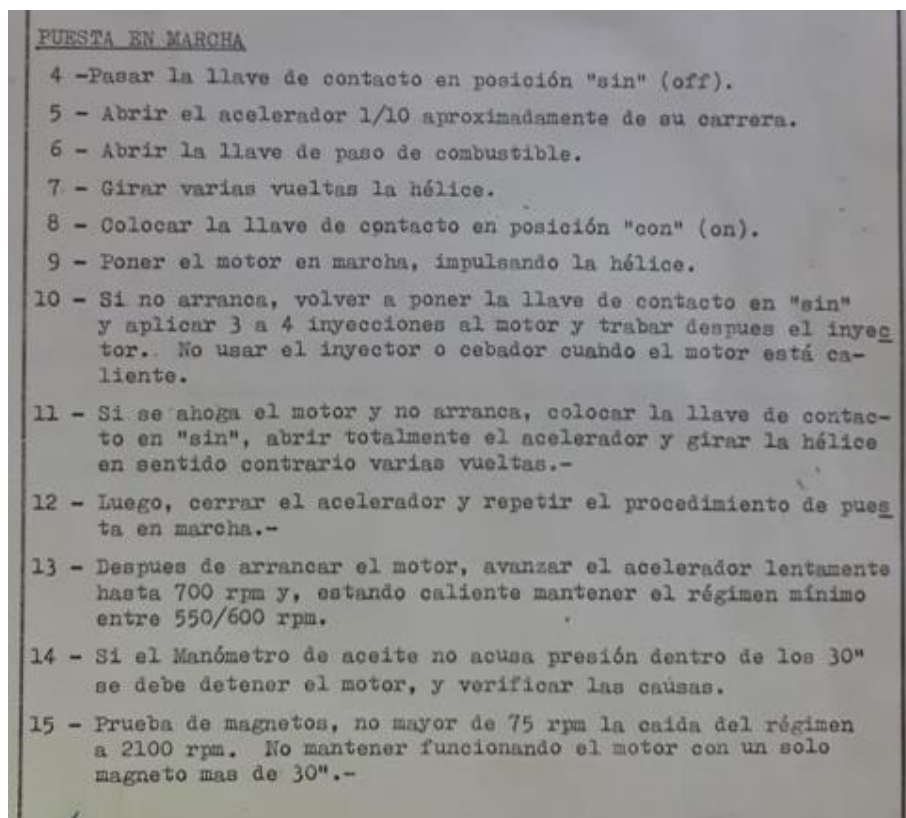 PUESTA EN MARCHA
4 -Pasar la llave de contacto en posición "sin" (off).
5 - Abrir el acelerador 1/10 aproximadamente de su carrera.
6 - Abrir la llave de paso de combustible.
7 - Girar varias vueltas la hélice.
8 - Colocar la llave de contacto en posición "con" (on).
9 - Poner el motor en marcha, impulsando la hélice.
10 - Si no arranca, volver a poner la llave de contacto en "sin"
y aplicar 3 a 4 inyecciones al motor y trabar despues el inyec
tor.. No usar el inyector o cebador cuando el motor está ca-
liente.
11 - Si se ahoga el motor y no arranca, colocar la llave de contac-
to en "sin", abrir totalmente el acelerador y girar la hélice
en sentido contrario varias vueltas.-
12 - Luego, cerrar el acelerador y repetir el procedimiento de pues
ta en marcha.-
13 - Despues de arrancar el motor, avanzar el acelerador lentamente
hasta 700 rpm y, estando caliente mantener el régimen mínimo
entre 550/600 rpm.
14 - Si el Manómetro de aceite no acusa presión dentro de los 30"
se debe detener el motor, y verificar las causas.
15 - Prueba de magnetos, no mayor de 75 rpm la caida del régimen
a 2100 rpm. No mantener funcionando el motor con un solo
magneto mas de 30".-